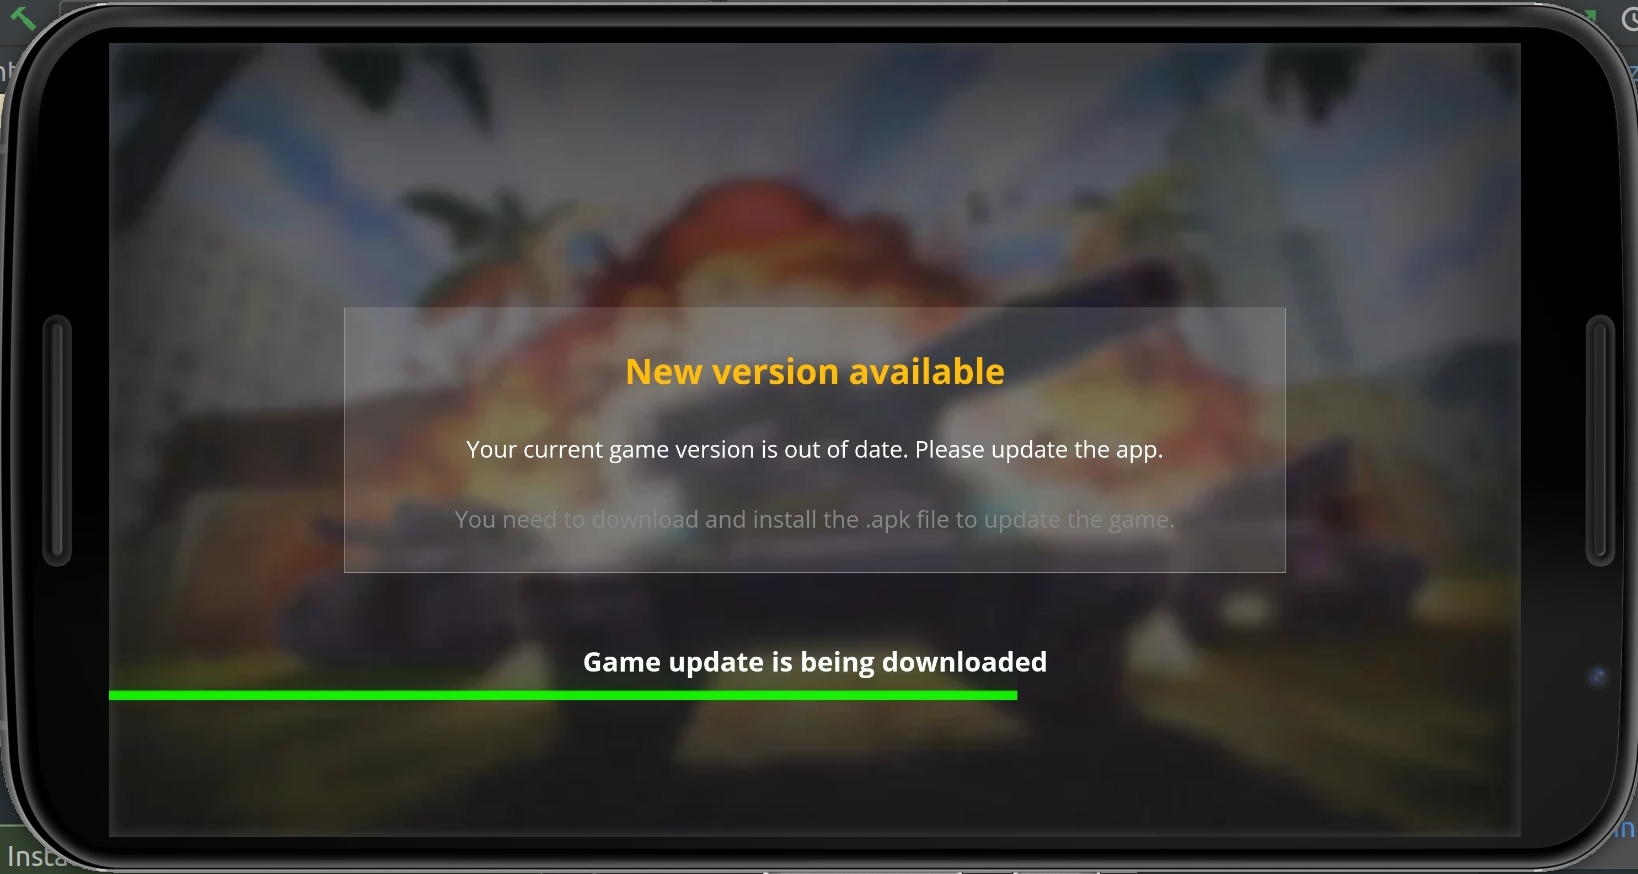 New version available
Your current game version is out of date. Please update the app.
You need to download and install the .apk file to update the game.
Game update is being downloaded